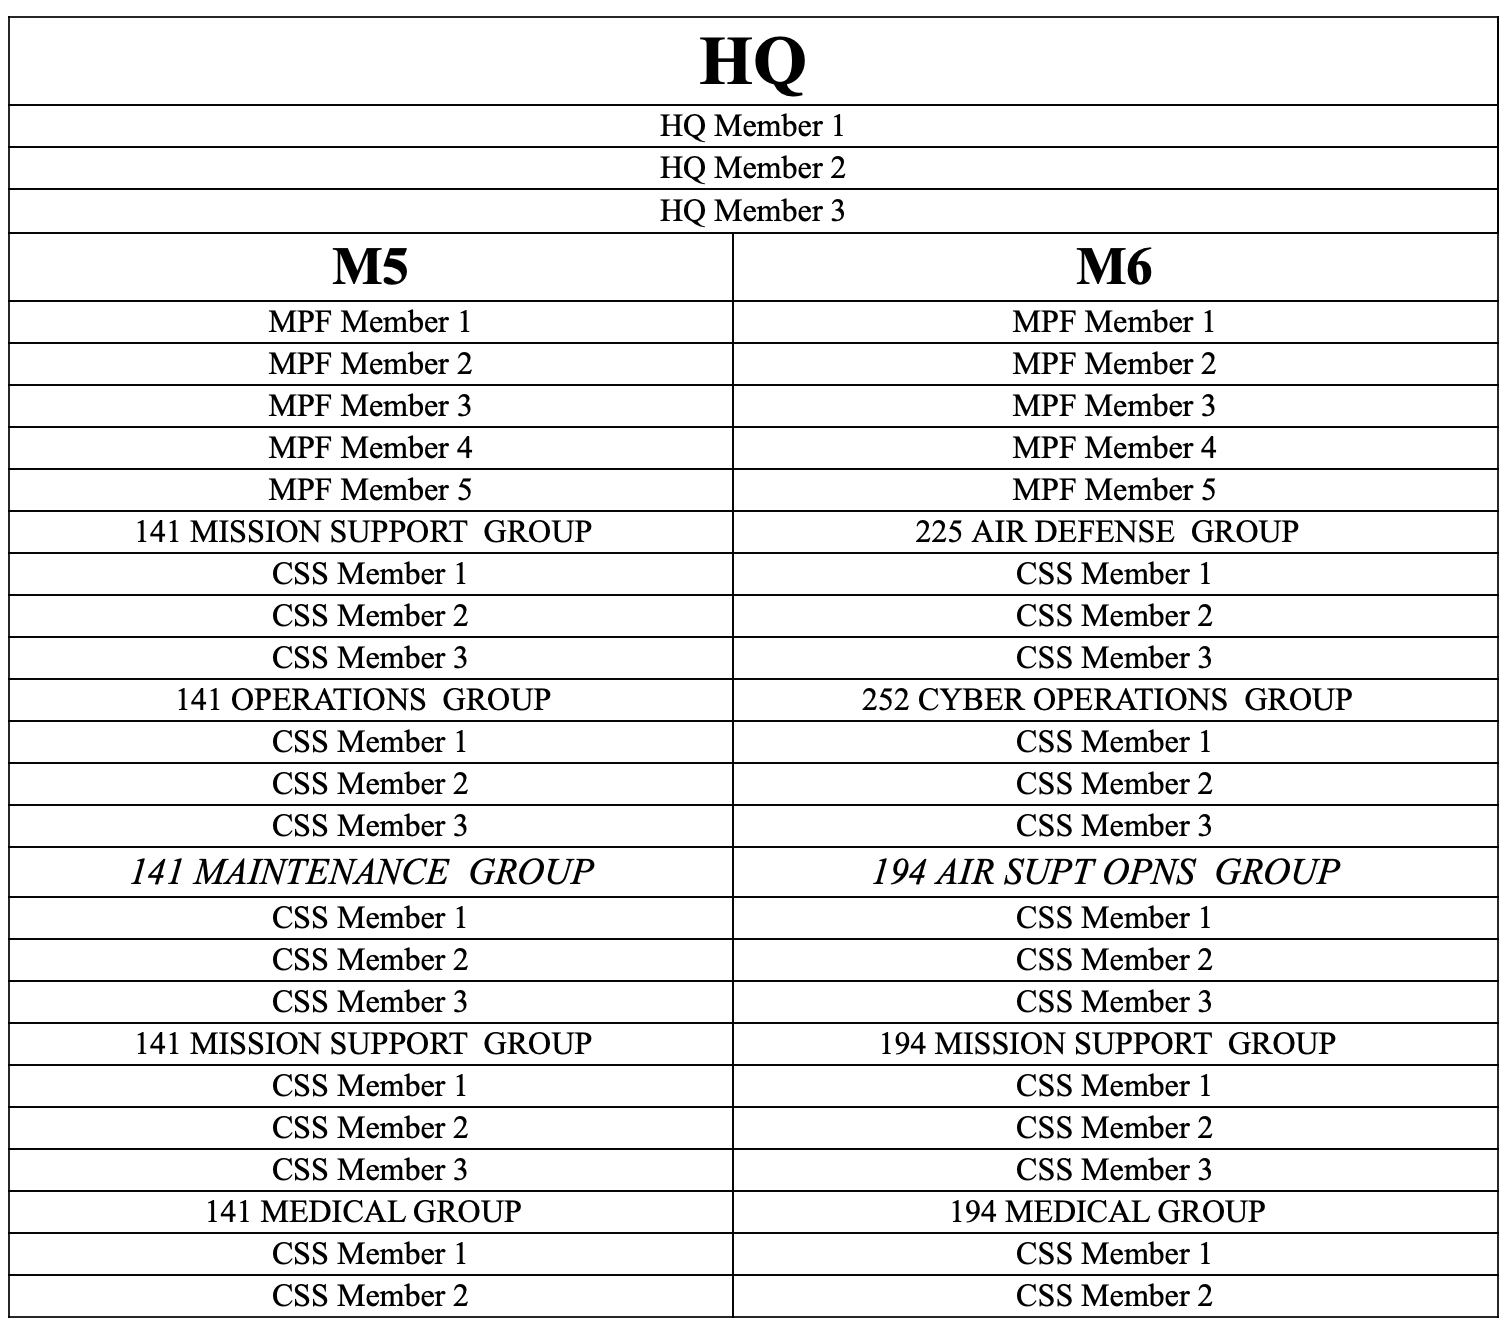 HQ
HQ Member 1
HQ Member 2
HQ Member 3
M5 M6
MPF Member 1 MPF Member 1
MPF Member 2 MPF Member 2
MPF Member 3 MPF Member 3
MPF Member 4 MPF Member 4
MPF Member 5 MPF Member 5
141 MISSION SUPPORT  GROUP 225 AIR DEFENSE  GROUP
CSS Member 1 CSS Member 1
CSS Member 2 CSS Member 2
CSS Member 3 CSS Member 3
141 OPERATIONS  GROUP 252 CYBER OPERATIONS  GROUP
CSS Member 1 CSS Member 1
CSS Member 2 CSS Member 2
CSS Member 3 CSS Member 3
141 MAINTENANCE  GROUP 194 AIR SUPT OPNS  GROUP
CSS Member 1 CSS Member 1
CSS Member 2 CSS Member 2
CSS Member 3 CSS Member 3
141 MISSION SUPPORT  GROUP 194 MISSION SUPPORT  GROUP
CSS Member 1 CSS Member 1
CSS Member 2 CSS Member 2
CSS Member 3 CSS Member 3
141 MEDICAL GROUP 194 MEDICAL GROUP
CSS Member 1 CSS Member 1
CSS Member 2 CSS Member 2